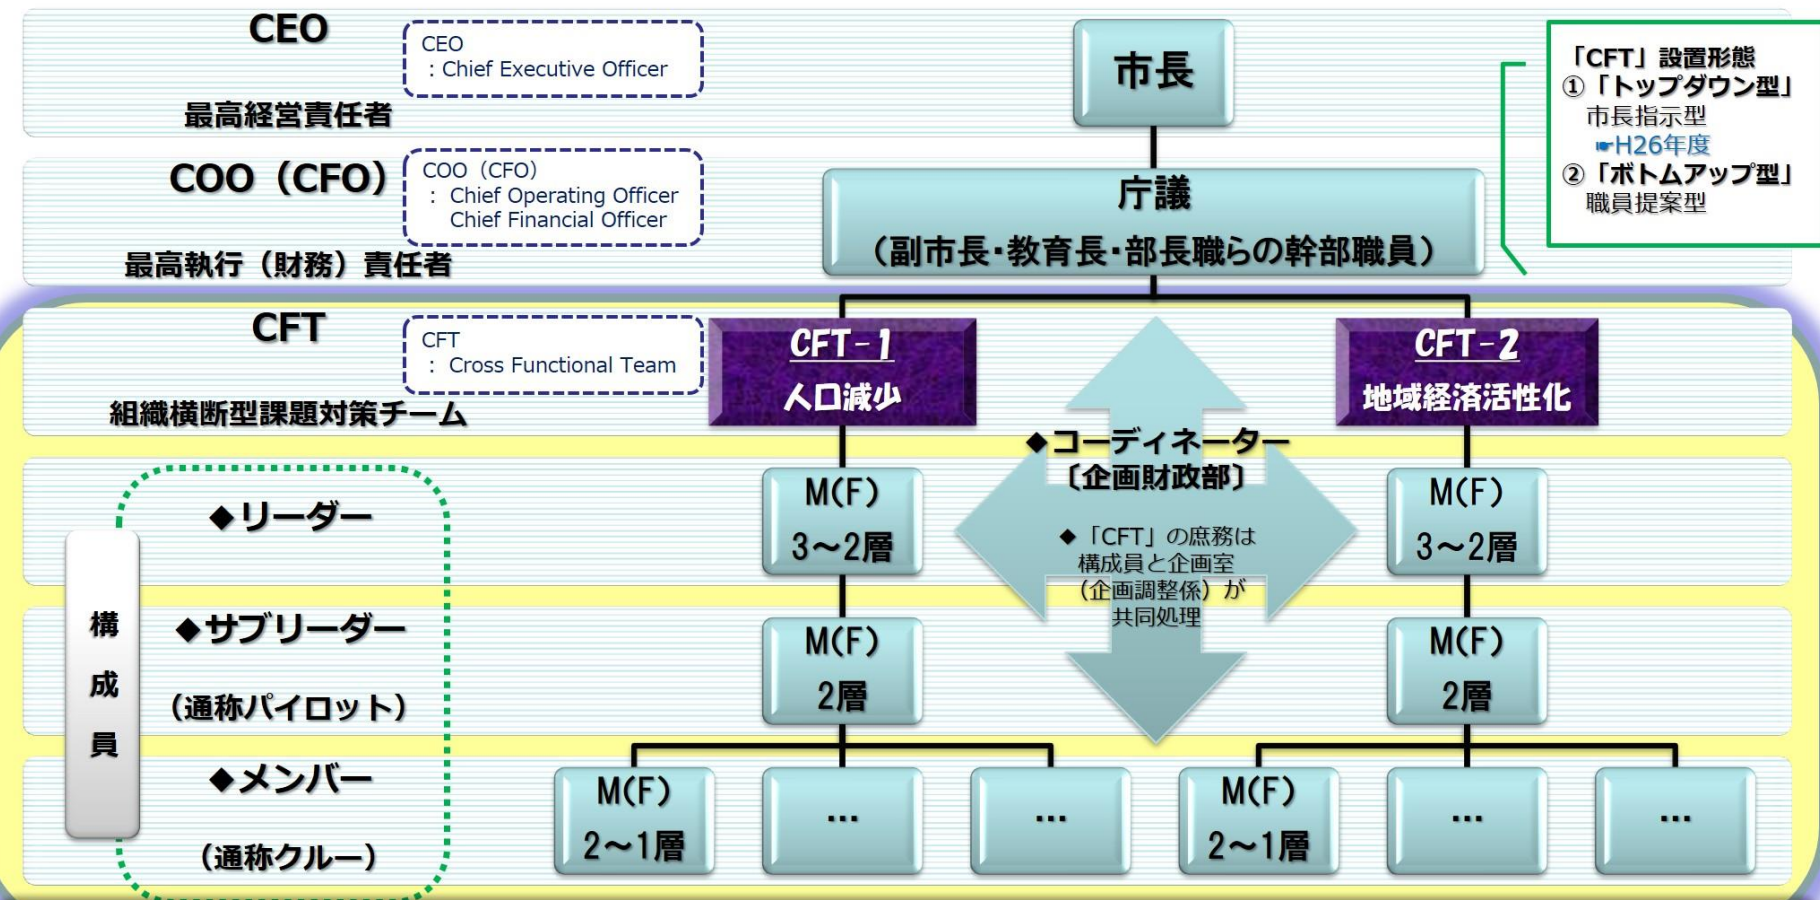 CEO
CEO
：Chief Executive Officer
最高経営責任者
市長
「CFT」設置形態
①「トップダウン型」
市長指示型
☛H26年度
②「ボトムアップ型」
職員提案型
COO（CFO）
COO（CFO）
：Chief Operating Officer
Chief Financial Officer
最高執行（財務）責任者
庁議
（副市長・教育長・部長職らの幹部職員）
CFT
CFT
：Cross Functional Team
組織横断型課題対策チーム
CFT-1
人口減少
CFT-2
地域経済活性化
◆コーディネーター
〔企画財政部〕
◆「CFT」の庶務は
構成員と企画室
（企画調整係）が
共同処理
構成員
◆リーダー
M(F)
3～2層
M(F)
3～2層
◆サブリーダー
（通称パイロット）
M(F)
2層
M(F)
2層
◆メンバー
（通称クルー）
M(F)
2～1層
…
…
M(F)
2～1層
…
…